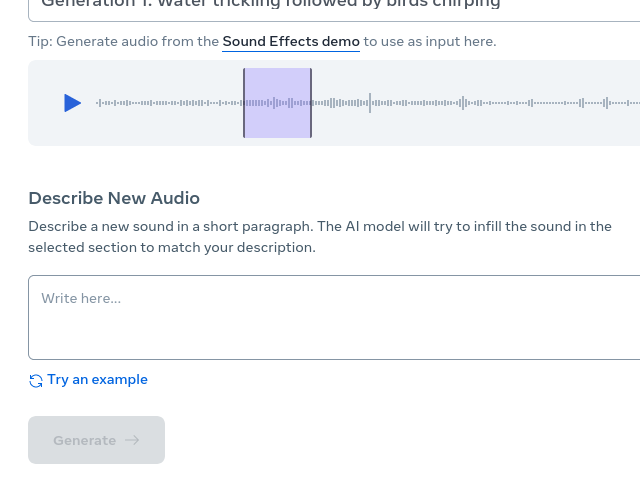 Generation 1: Water trickling followed by birds chirping
Tip: Generate audio from the Sound Effects demo to use as input here.
Describe New Audio
Describe a new sound in a short paragraph. The AI model will try to infill the sound in the
selected section to match your description.
Write here...
Try an example
Generate